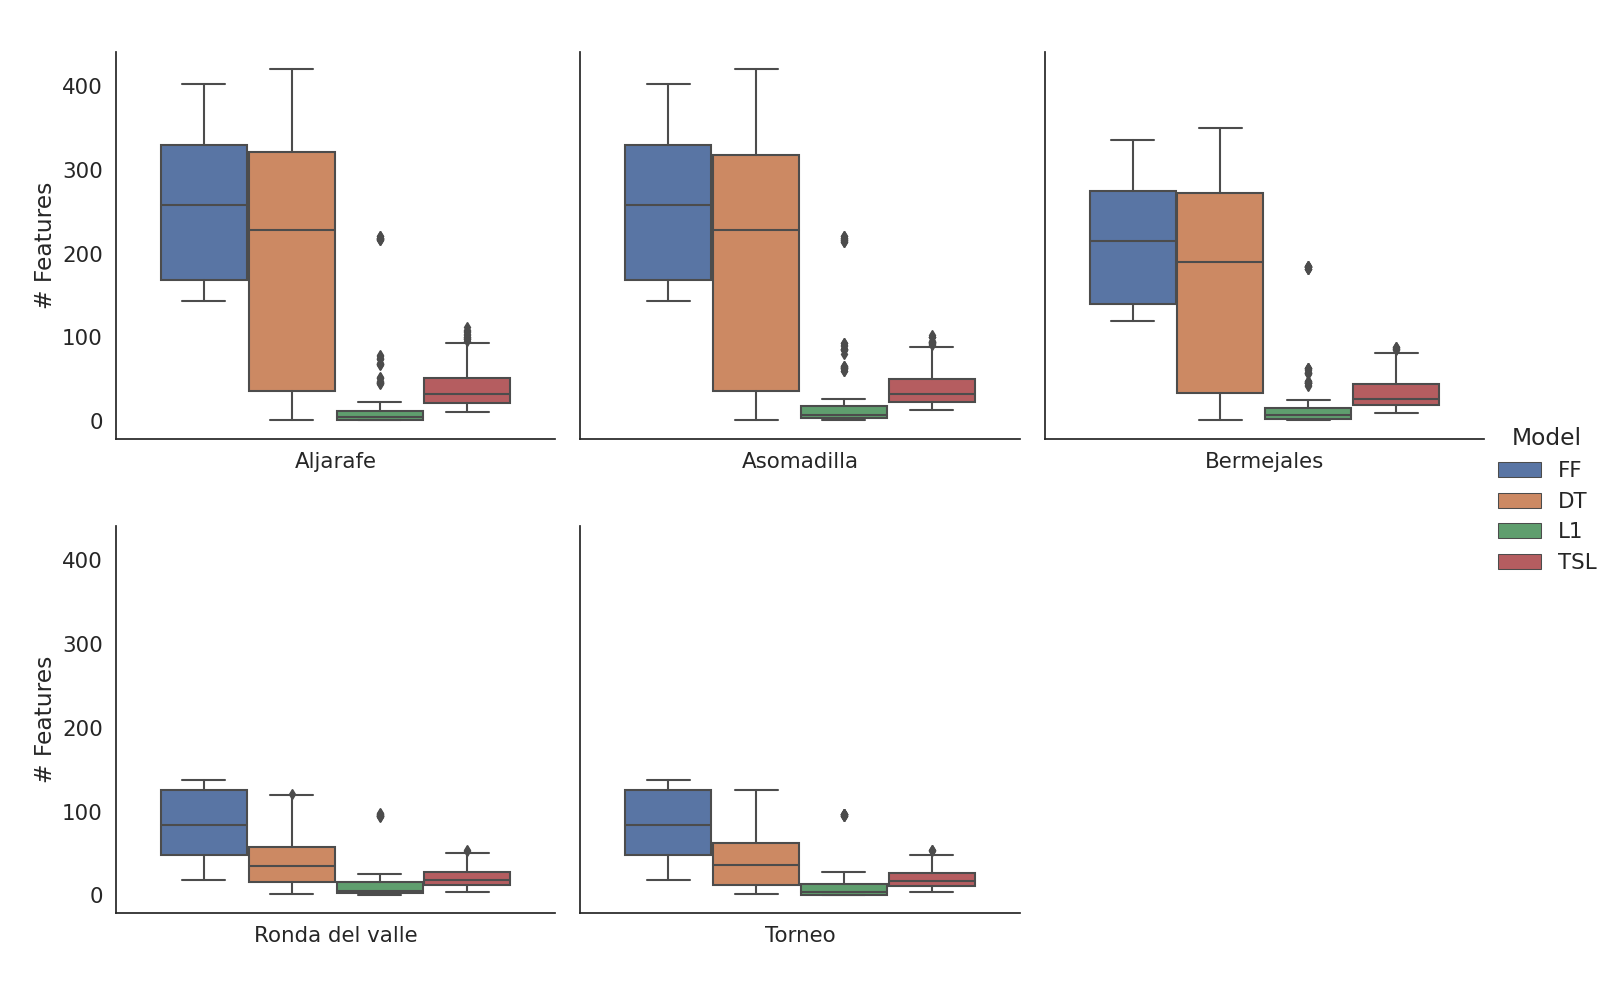 # Features
400
300
200
100
0
Aljarafe
Asomadilla
Bermejales
Model
FF
DT
L1
TSL
# Features
400
300
200
100
0
Ronda del valle
Torneo